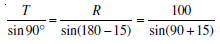 T/sin 90° = R/sin(180 − 15) = 100/sin(90 + 15)